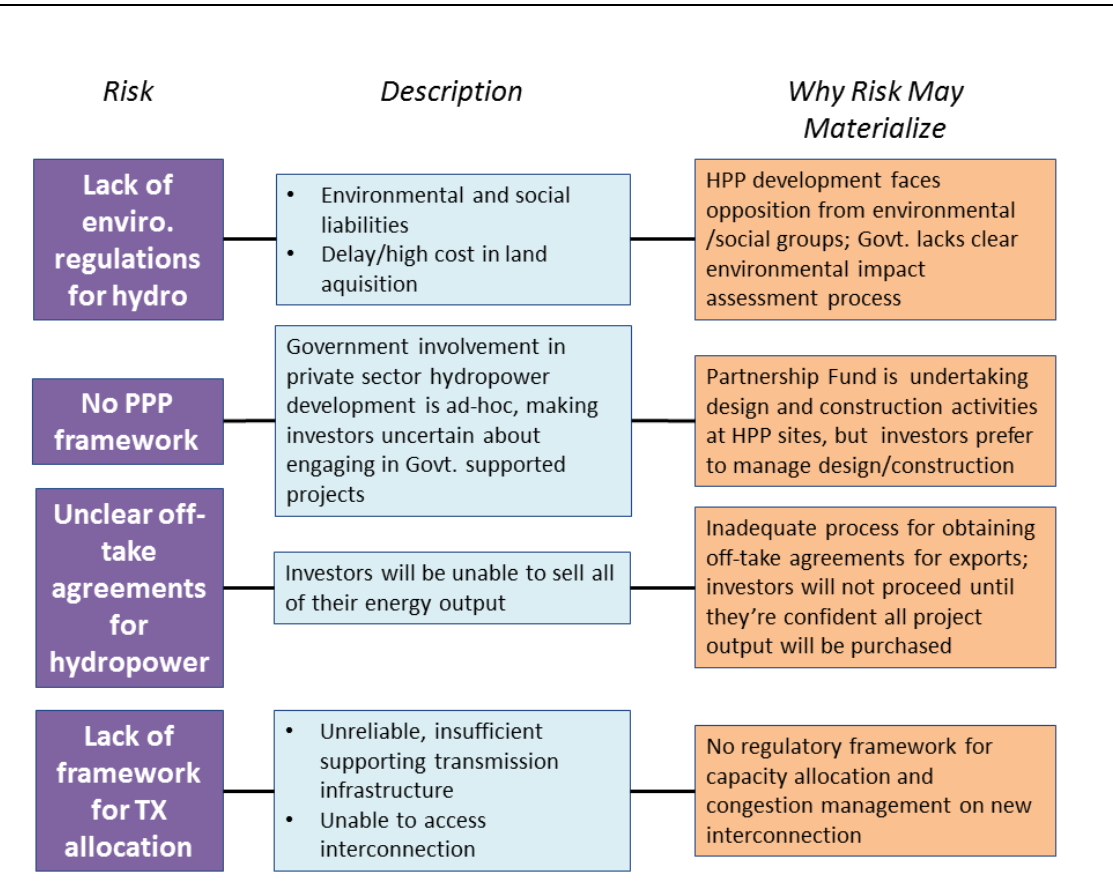 Risk
Description
Why Risk May
Materialize
Lack of
enviro.
regulations
for hydro
• Environmental and social
liabilities
• Delay/high cost in land
aquisition
HPP development faces
opposition from environmental
/social groups; Govt. lacks clear
environmental impact
assessment process
No PPP
framework
Government involvement in
private sector hydropower
development is ad-hoc, making
investors uncertain about
engaging in Govt. supported
projects
Partnership Fund is undertaking
design and construction activities
at HPP sites, but investors prefer
to manage design/construction
Unclear off-
take
agreements
for
hydropower
Investors will be unable to sell all
of their energy output
Inadequate process for obtaining
off-take agreements for exports;
investors will not proceed until
they’re confident all project
output will be purchased
Lack of
framework
for TX
allocation
• Unreliable, insufficient
supporting transmission
infrastructure
• Unable to access
interconnection
No regulatory framework for
capacity allocation and
congestion management on new
interconnection